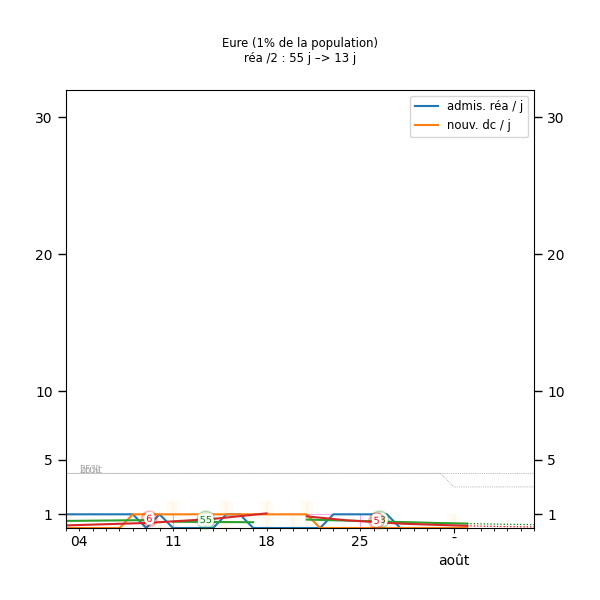 Eure (1% de la population)
réa /2 : 55 j –> 13 j
admis. réa / j
nouv. dc / j
30 30
20 20
10 10
5 5
1 1
6 55
04 11 18 25 -
août